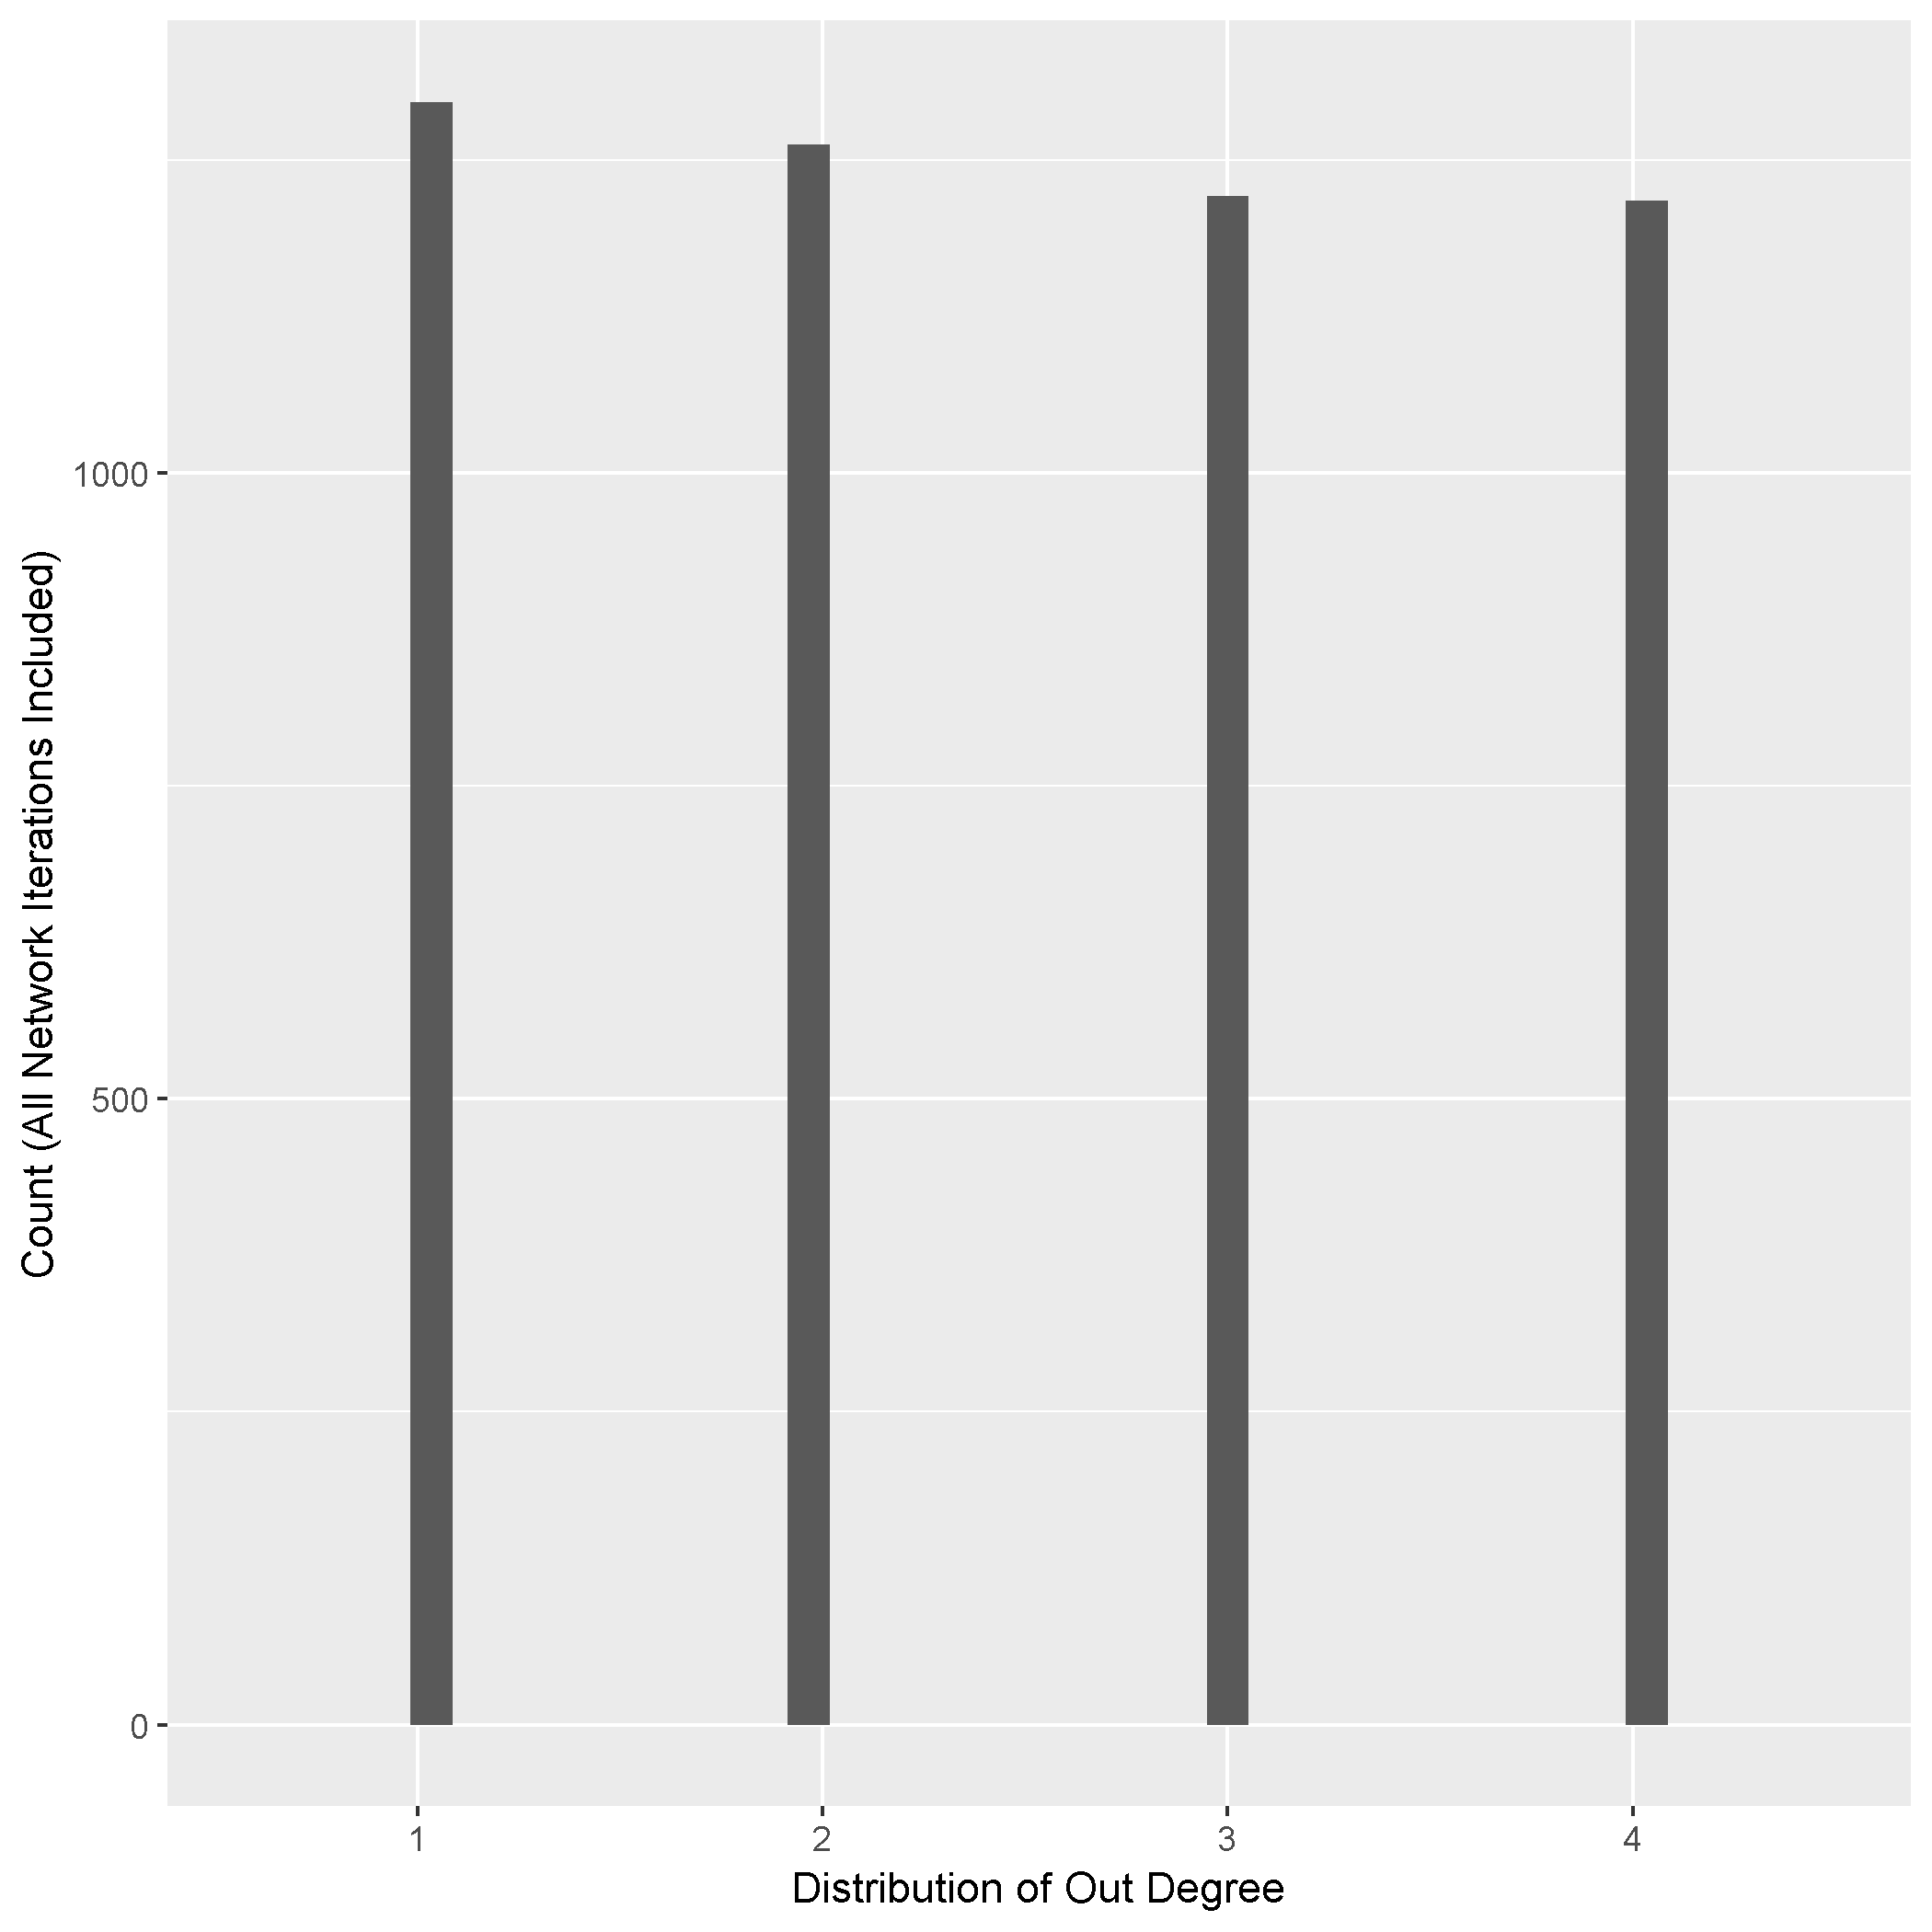 Count (All Network Iterations Included)
1000
500
0
1 2 3 4
Distribution of Out Degree